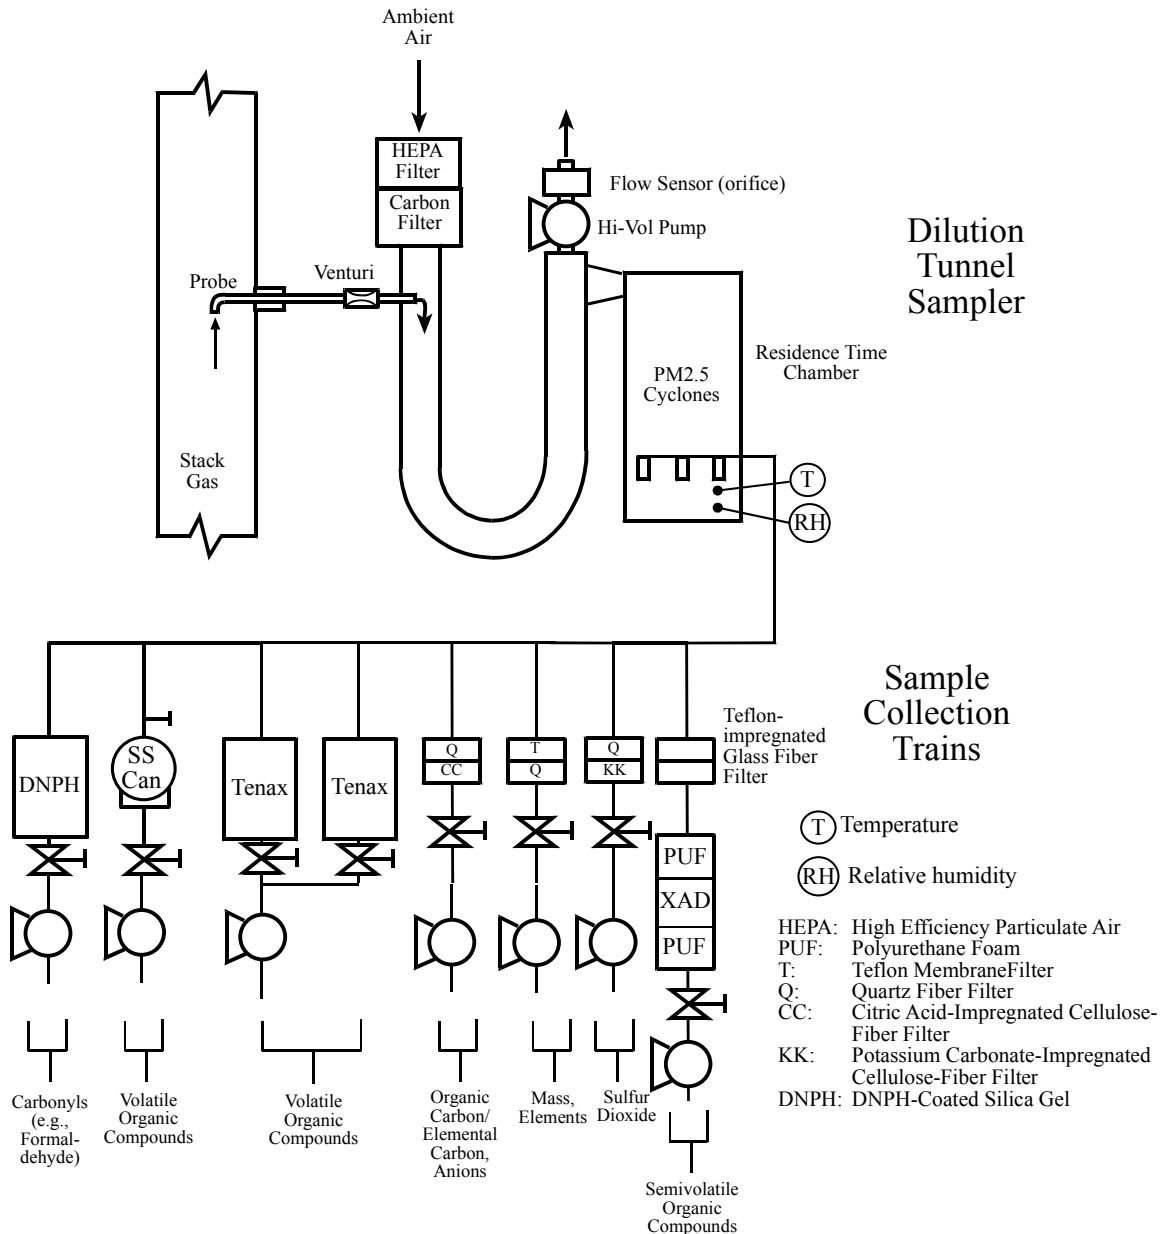 Ambient
Air
HEPA
Filter
Carbon
Filter
Flow Sensor (orifice)
Hi-Vol Pump
Dilution
Tunnel
Sampler
Probe
Venturi
Residence Time
Chamber
PM2.5
Cyclones
Stack
Gas
T
RH
Sample
Collection
Trains
Teflon-
impregnated
Glass Fiber
Filter
DNPH
SS
Can
Tenax
Tenax
Q
CC
T
Q
Q
KK
PUF
XAD
PUF
T Temperature
RH Relative humidity
HEPA: High Efficiency Particulate Air
PUF: Polyurethane Foam
T: Teflon MembraneFilter
Q: Quartz Fiber Filter
CC: Citric Acid-Impregnated Cellulose-
Fiber Filter
KK: Potassium Carbonate-Impregnated
Cellulose-Fiber Filter
DNPH: DNPH-Coated Silica Gel
Carbonyls
(e.g.,
Formal-
dehyde)
Volatile
Organic
Compounds
Volatile
Organic
Compounds
Organic
Carbon/
Elemental
Carbon,
Anions
Mass,
Elements
Sulfur
Dioxide
Semivolatile
Organic
Compounds